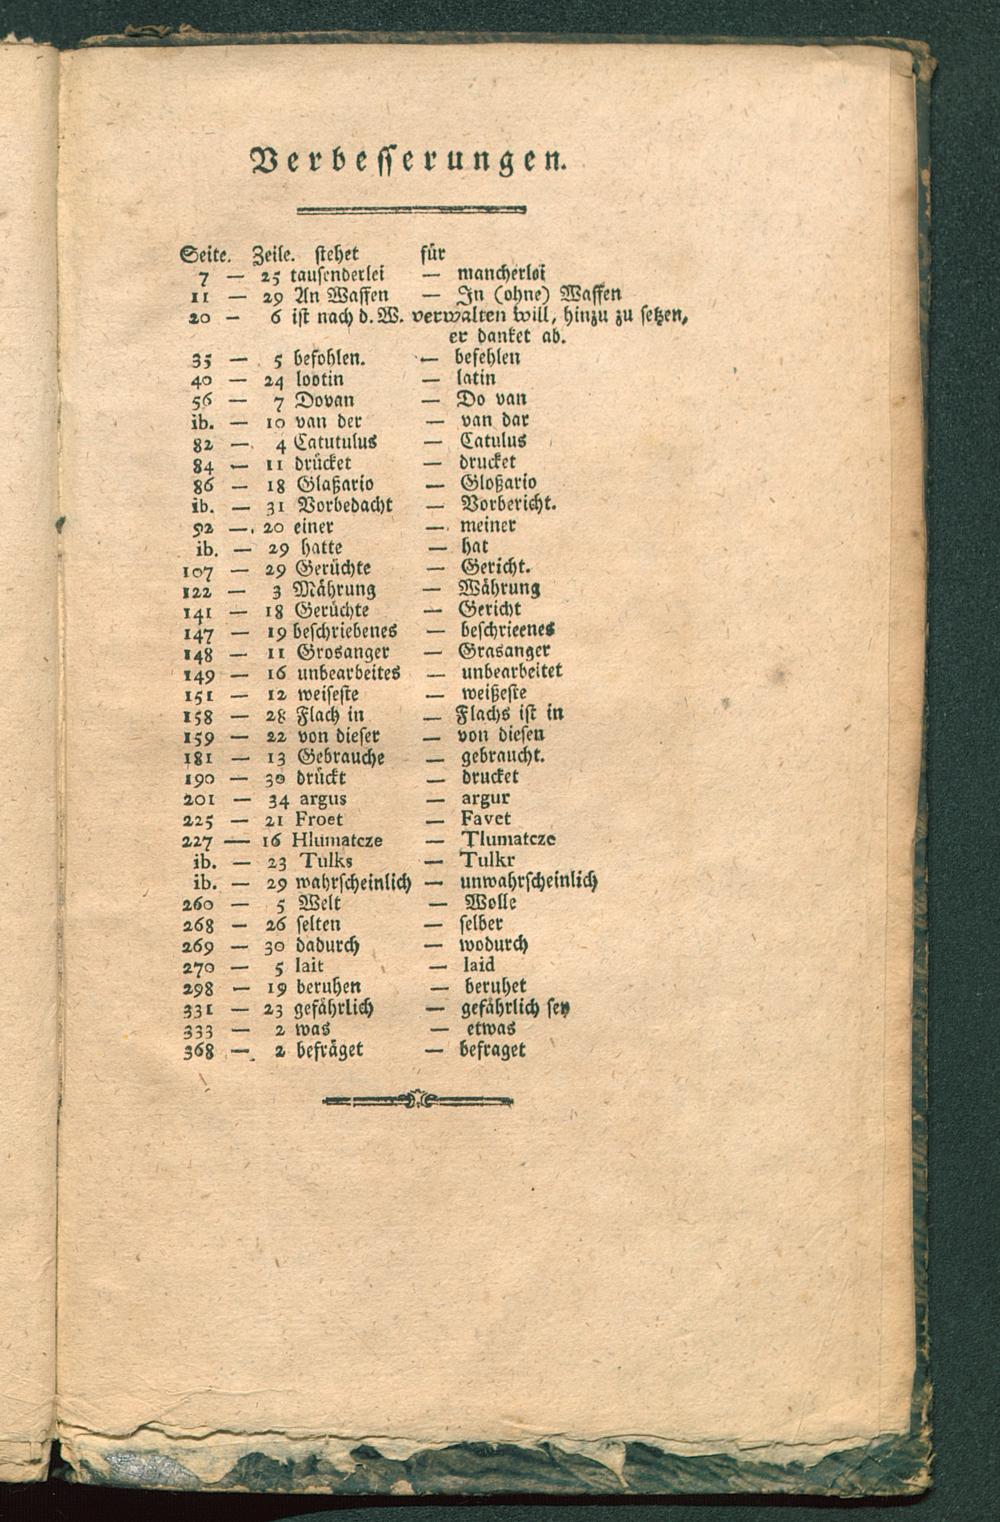 Verbeſſerungen.
Seite. Zeile. ſtehet für
7 — 25 tauſenderlei — mancherlei
11 — 29 An Waffen — In (ohne) Waffen
20 — 6 iſt nach d. W. verwalten will, hinzu zu ſetzen,
er danket ab.
35 — 5 befohlen. — befehlen
40 — 24 lootin — latin
56 — 7 Dovan — Do van
ib. — 10 van der — van dar
82 — 4 Catutulus — Catulus
84 — 11 drücket — drucket
86 — 18 Glaßario — Gloßario
ib. — 31 Vorbedacht — Vorbericht.
92 — 20 einer — meiner
ib. — 29 hatte — hat
107 — 29 Gerüchte — Gericht.
122 — 3 Mährung — Währung
141 — 18 Gerüchte — Gericht
147 — 19 beſchriebenes — beſchrieenes
148 — 11 Grosanger — Grasanger
149 — 16 unbearbeites — unbearbeitet
151 — 12 weiſeſte — weißeſte
158 — 28 Flach in — Flachs iſt in
159 — 22 von dieſer — von dieſen
181 — 13 Gebrauche — gebraucht.
190 — 30 drückt — drucket
201 — 34 argus — argur
225 — 21 Froet — Favet
227 — 16 Hlumatcze — Tlumatcze
ib. — 23 Tulks — Tulkr
ib. — 29 wahrſcheinlich — unwahrſcheinlich
260 — 5 Welt — Wolle
268 — 26 ſelten — ſelber
269 — 30 dadurch — wodurch
270 — 5 lait — laid
298 — 19 beruhen — beruhet
331 — 23 gefährlich — gefährlich ſey
333 — 2 was — etwas
368 — 2 befräget — befraget